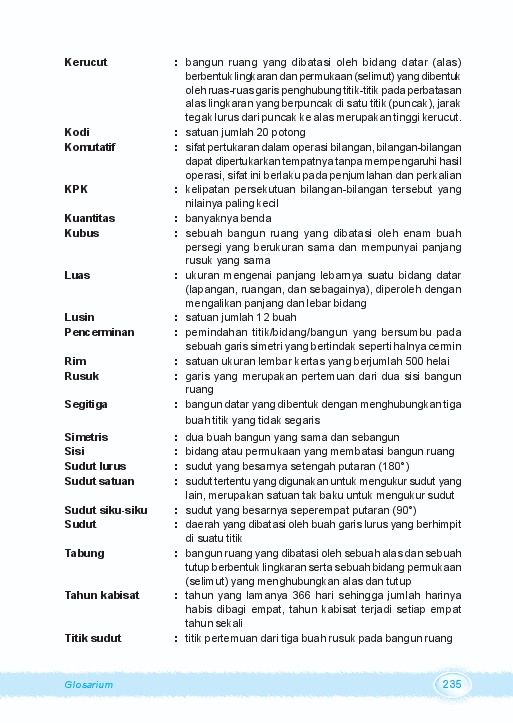 Kerucut : bangun ruang yang dibatasi oleh bidang datar (alas)
berbentuk lingkaran dan permukaan (selimut) yang dibentuk
oleh ruas-ruas garis penghubung titik-titik pada perbatasan
alas lingkaran yang berpuncak di satu titik (puncak), jarak
tegak lurus dari puncak ke alas merupakan tinggi kerucut.
Kodi : satuan jumlah 20 potong
Komutatif : sifat pertukaran dalam operasi bilangan, bilangan-bilangan
dapat dipertukarkan tempatnya tanpa mempengaruhi hasil
operasi, sifat ini berlaku pada penjumlahan dan perkalian
KPK : kelipatan persekutuan bilangan-bilangan tersebut yang
nilainya paling kecil
Kuantitas : banyaknya benda
Kubus : sebuah bangun ruang yang dibatasi oleh enam buah
persegi yang berukuran sama dan mempunyai panjang
rusuk yang sama
Luas : ukuran mengenai panjang lebarnya suatu bidang datar
(lapangan, ruangan, dan sebagainya), diperoleh dengan
mengalikan panjang dan lebar bidang
Lusin : satuan jumlah 12 buah
Pencerminan : pemindahan titik/bidang/bangun yang bersumbu pada
sebuah garis simetri yang bertindak seperti halnya cermin
Rim : satuan ukuran lembar kertas yang berjumlah 500 helai
Rusuk : garis yang merupakan pertemuan dari dua sisi bangun
ruang
Segitiga : bangun datar yang dibentuk dengan menghubungkan tiga
buah titik yang tidak segaris
Simetris : dua buah bangun yang sama dan sebangun
Sisi : bidang atau permukaan yang membatasi bangun ruang
Sudut lurus : sudut yang besarnya setengah putaran (180°)
Sudut satuan : sudut tertentu yang digunakan untuk mengukur sudut yang
lain, merupakan satuan tak baku untuk mengukur sudut
Sudut siku-siku : sudut yang besarnya seperempat putaran (90°)
Sudut : daerah yang dibatasi oleh buah garis lurus yang berhimpit
di suatu titik
Tabung : bangun ruang yang dibatasi oleh sebuah alas dan sebuah
tutup berbentuk lingkaran serta sebuah bidang permukaan
(selimut) yang menghubungkan alas dan tutup
Tahun kabisat : tahun yang lamanya 366 hari sehingga jumlah harinya
habis dibagi empat, tahun kabisat terjadi setiap empat
tahun sekali
Titik sudut : titik pertemuan dari tiga buah rusuk pada bangun ruang
Glosarium 235